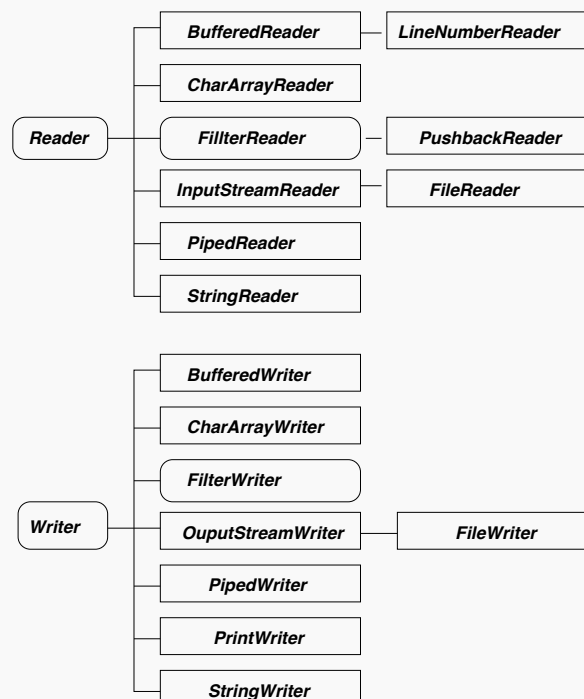 BufferedReader LineNumberReader
CharArrayReader
Reader FillterReader PushbackReader
InputStreamReader FileReader
PipedReader
StringReader
BufferedWriter
CharArrayWriter
FilterWriter
Writer OuputStreamWriter FileWriter
PipedWriter
PrintWriter
StringWriter